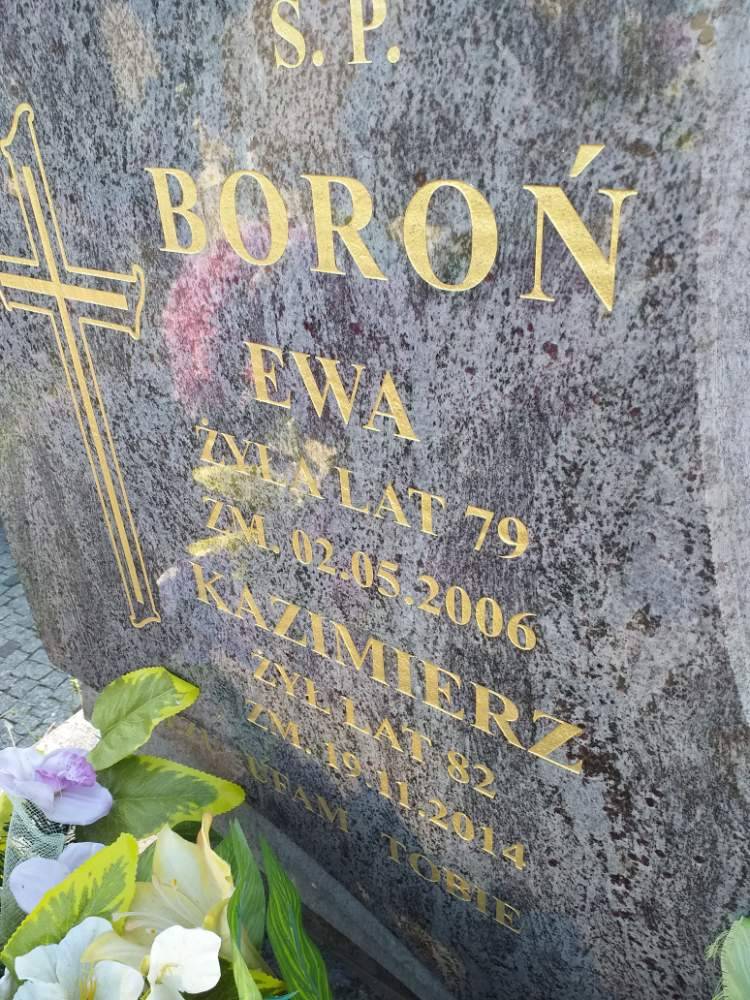 Ś. P.
BOROŃ
EWA
ŻYŁA LAT 79
ZM. 02.05.2006
KAZIMIERZ
ŻYŁ LAT 82
ZM. 19.11.2014
UFAM TOBIE